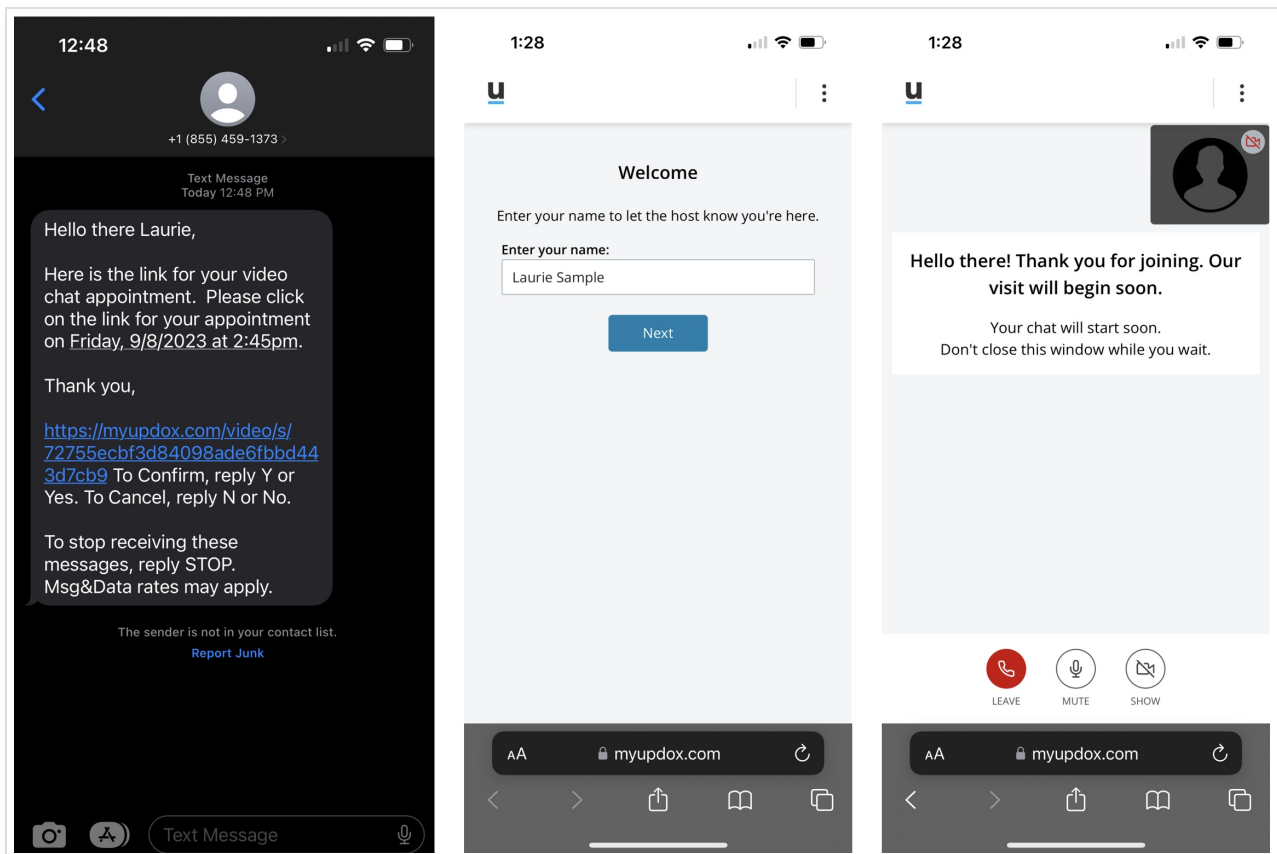 12:48
+1 (855) 459-1373 >
Text Message
Today 12:48 PM
Hello there Laurie,
Here is the link for your video
chat appointment.  Please click
on the link for your appointment
on Friday, 9/8/2023 at 2:45pm.
Thank you,
https://myupdox.com/video/s/
72755ecbf3d84098ade6fbbd44
3d7cb9 To Confirm, reply Y or
Yes. To Cancel, reply N or No.
To stop receiving these
messages, reply STOP.
Msg&Data rates may apply.
The sender is not in your contact list.
Report Junk
Text Message
1:28
u
Welcome
Enter your name to let the host know you're here.
Enter your name:
Laurie Sample
Next
AA myupdox.com
1:28
u
Hello there! Thank you for joining. Our
visit will begin soon.
Your chat will start soon.
Don't close this window while you wait.
LEAVE MUTE SHOW
AA myupdox.com